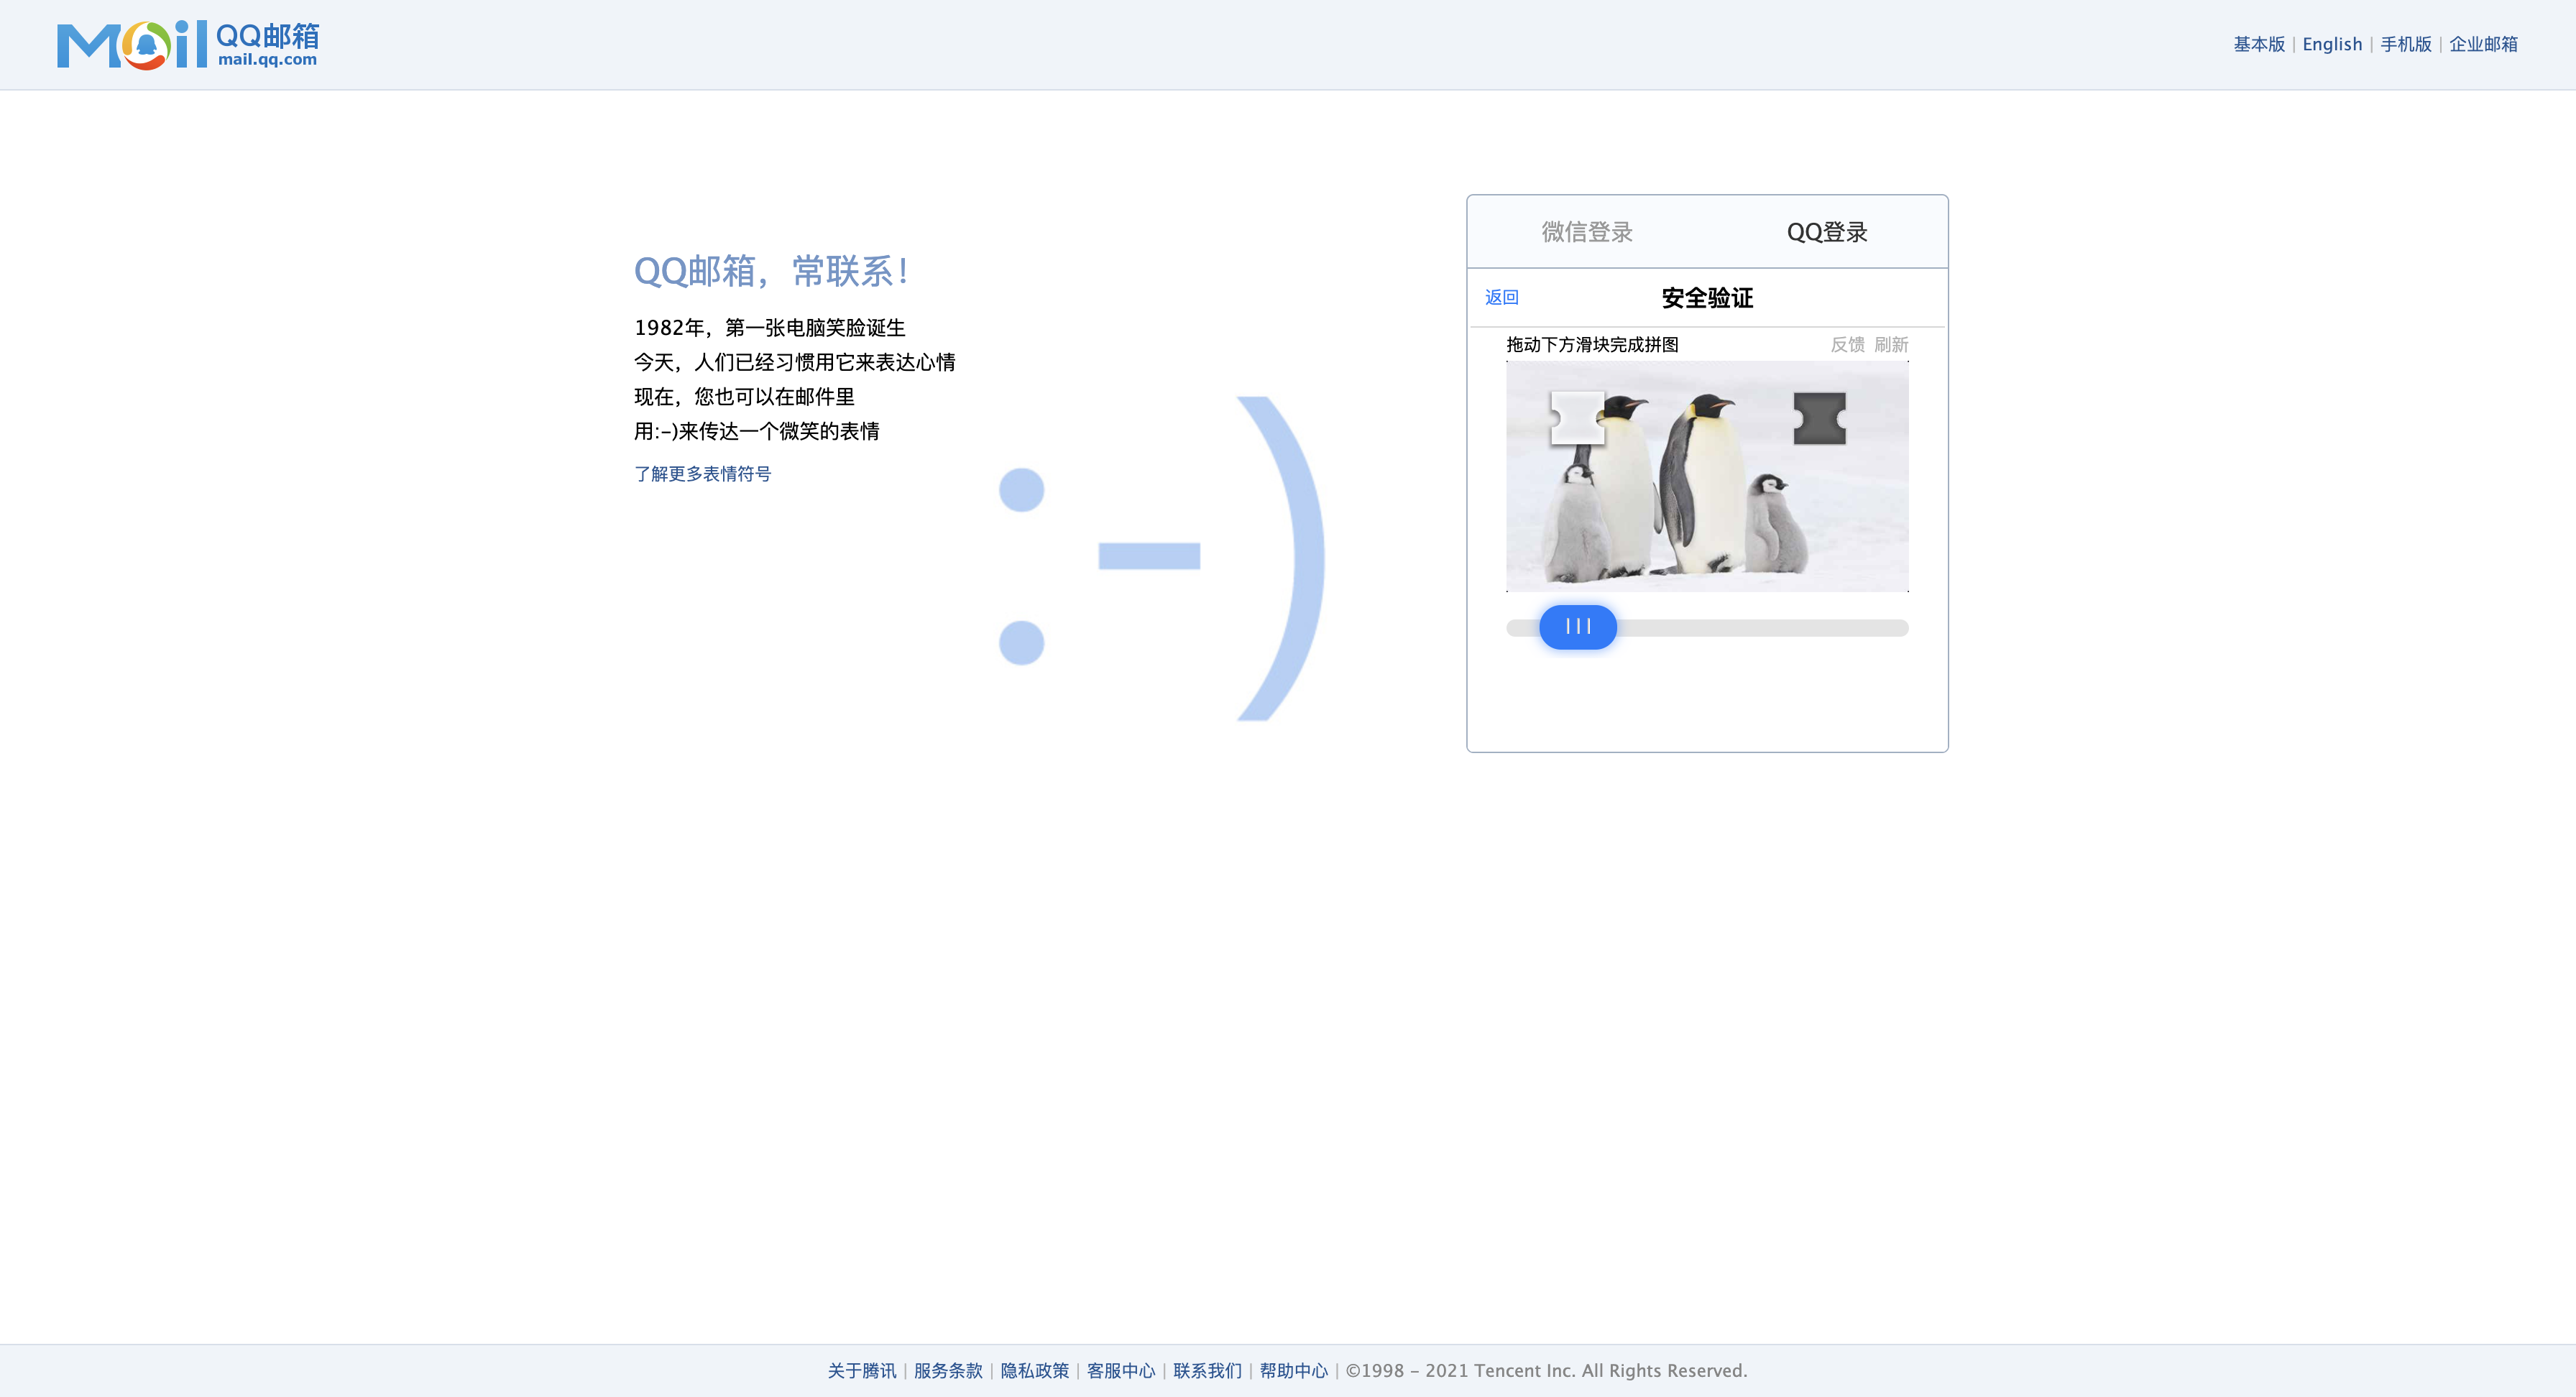 Mail QQ邮箱
mail.qq.com
基本版 | English | 手机版 | 企业邮箱
QQ邮箱，常联系！
1982年，第一张电脑笑脸诞生
今天，人们已经习惯用它来表达心情
现在，您也可以在邮件里
用:-)来传达一个微笑的表情
了解更多表情符号
:-)
微信登录 QQ登录
返回 安全验证
拖动下方滑块完成拼图 反馈 刷新
关于腾讯 | 服务条款 | 隐私政策 | 客服中心 | 联系我们 | 帮助中心 | ©1998 - 2021 Tencent Inc. All Rights Reserved.